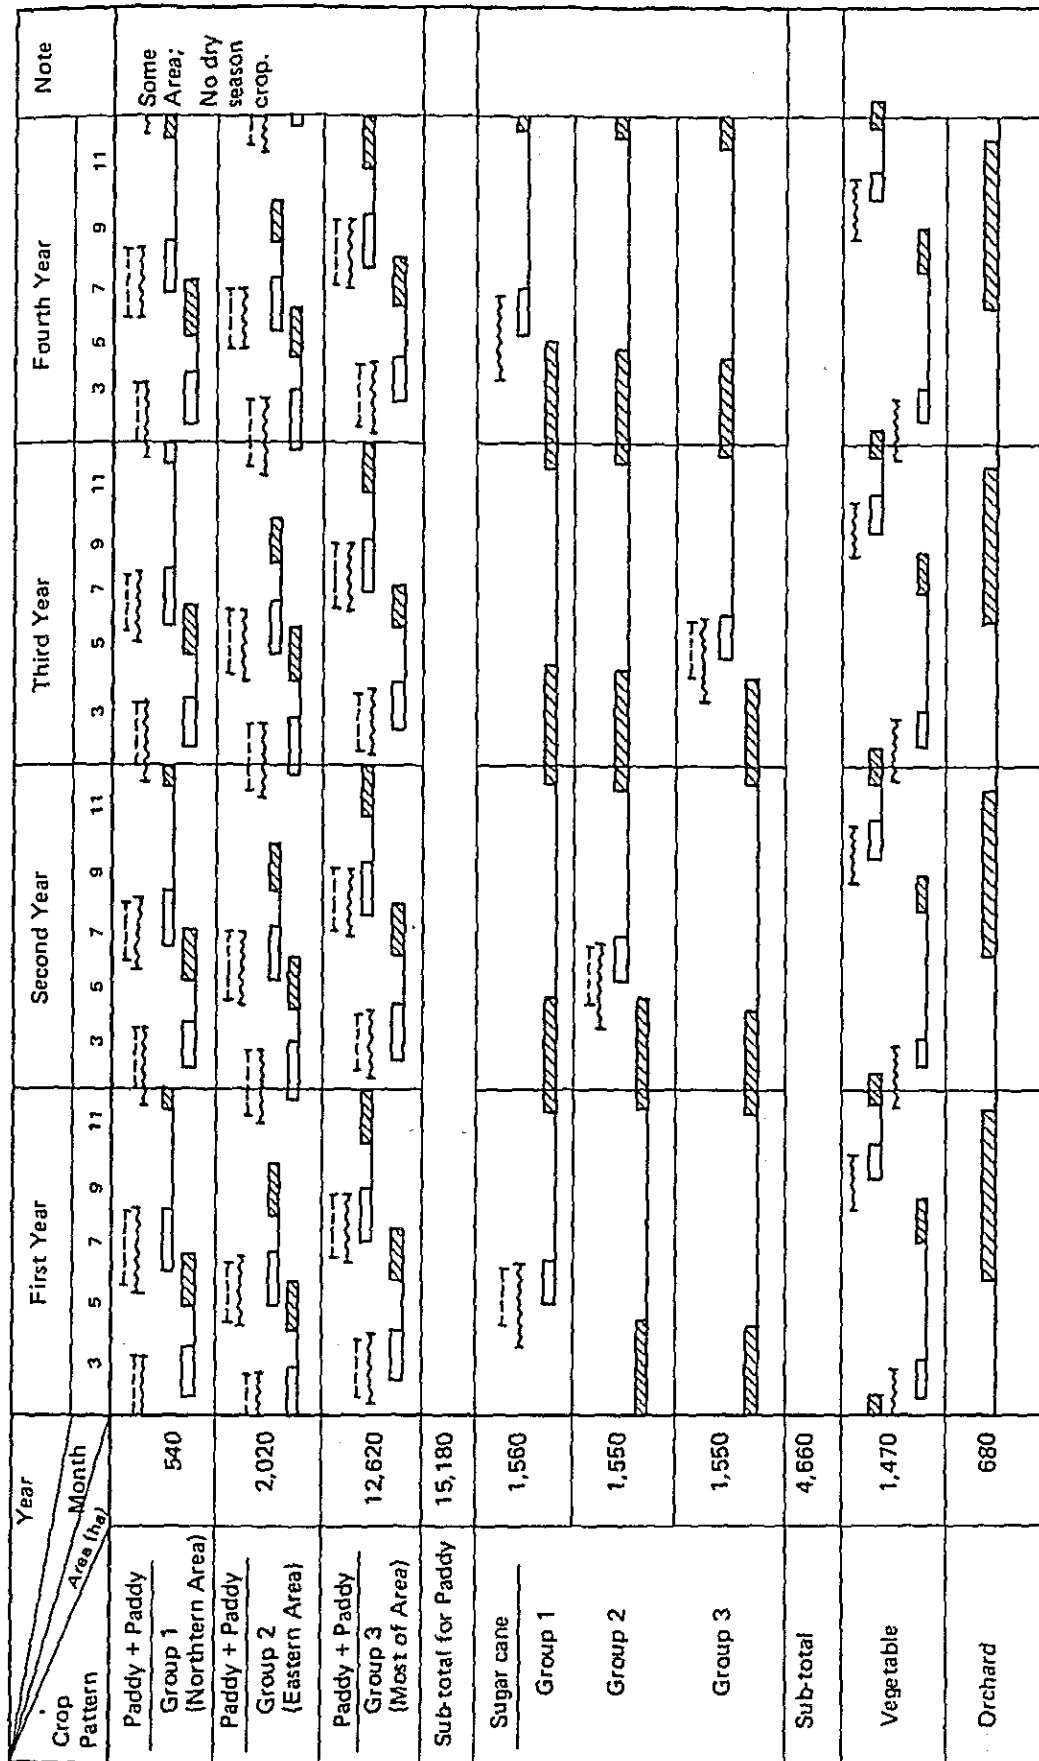 Year
Month
Area (ha)
Crop
Pattern
First Year
Second Year
Third Year
Fourth Year
Note
3 5 7 9 11 3 5 7 9 11 3 5 7 9 11 3 5 7 9 11
Paddy + Paddy
Group 1
(Northtern Area)
540
Some
Area;
No dry
season
crop.
Paddy + Paddy
Group 2
(Eastern Area)
2,020
Paddy + Paddy
Group 3
(Most of Area)
12,620
Sub-total for Paddy 15,180
Sugar cane
Group 1
1,560
Group 2
1,550
Group 3
1,550
Sub-total 4,660
Vegetable 1,470
Orchard 680